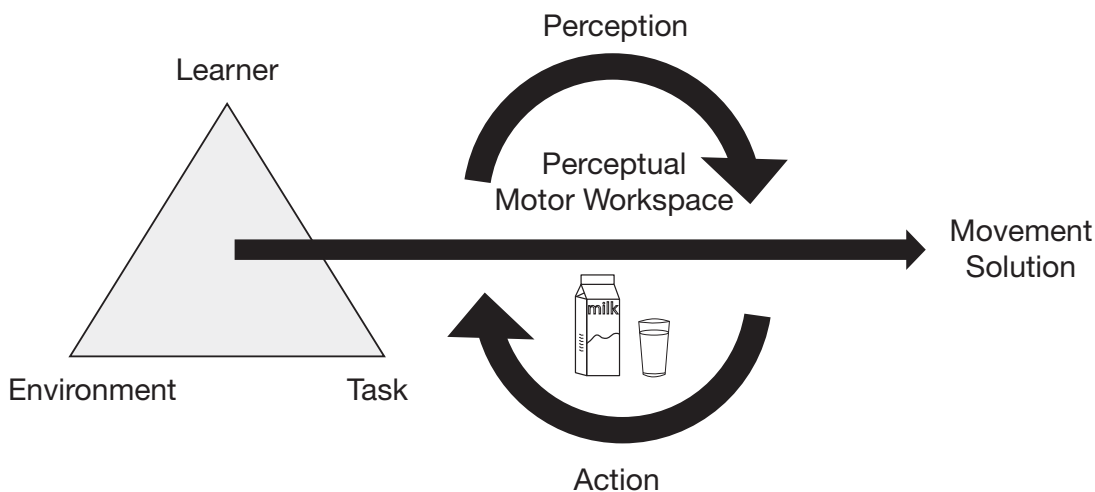 Perception
Learner
Perceptual
Motor Workspace
Movement
Solution
milk
Environment
Task
Action